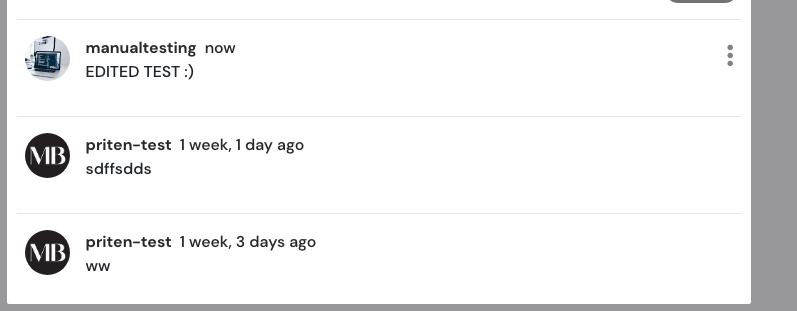 manualtesting now
EDITED TEST :)
MB priten-test 1 week, 1 day ago
sdffsdds
MB priten-test 1 week, 3 days ago
ww